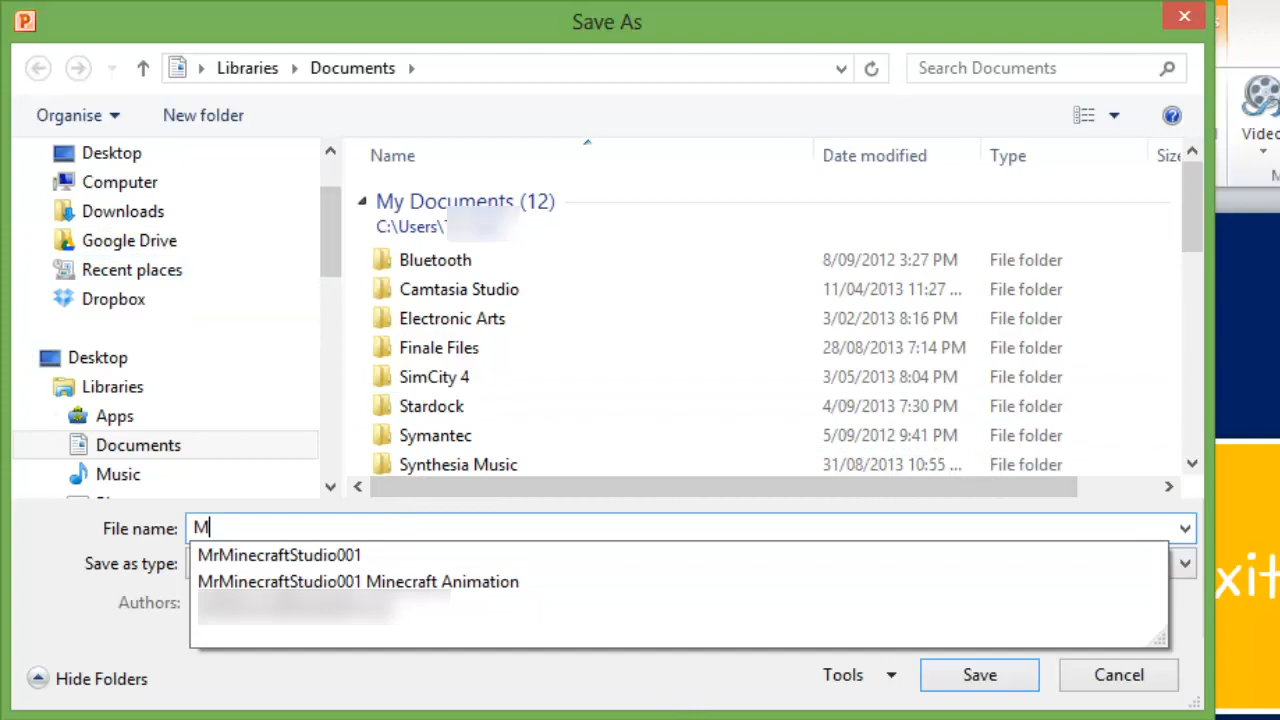 Save As
Libraries Documents
Search Documents
Organise New folder
Video
Desktop
Computer
Downloads
Google Drive
Recent places
Dropbox
Desktop
Libraries
Apps
Documents
Music
Name Date modified Type
My Documents (12)
C:\Users\
Bluetooth 8/09/2012 3:27 PM File folder
Camtasia Studio 11/04/2013 11:27 ... File folder
Electronic Arts 3/02/2013 8:16 PM File folder
Finale Files 28/08/2013 7:14 PM File folder
SimCity 4 3/05/2013 8:04 PM File folder
Stardock 4/09/2013 7:30 PM File folder
Symantec 5/09/2012 9:41 PM File folder
Synthesia Music 31/08/2013 10:55 ... File folder
File name: M
MrMinecraftStudio001
Save as type:
MrMinecraftStudio001 Minecraft Animation
Authors:
xit
Hide Folders
Tools Save Cancel